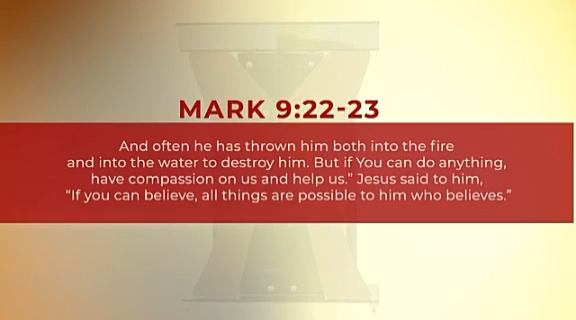 MARK 9:22-23
And often he has thrown him both into the fire
and into the water to destroy him. But if You can do anything,
have compassion on us and help us.” Jesus said to him,
“If you can believe, all things are possible to him who believes.”